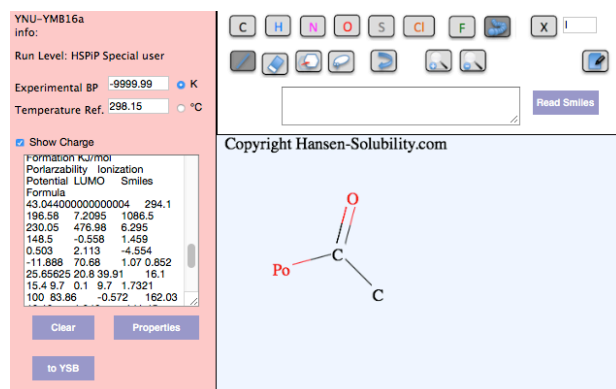 YNU-YMB16a
info:
Run Level: HSPiP Special user
Experimental BP -9999.99 K
Temperature Ref. 298.15 °C
Show Charge
Formation KJ/mol
Porlarzability Ionization
Potential LUMO Smiles
Formula
43.044000000000004 294.1
196.58 7.2095 1086.5
230.05 476.98 6.295
148.5 -0.558 1.459
0.503 2.113 -4.554
-11.888 70.68 1.07 0.852
25.65625 20.8 39.91 16.1
15.4 9.7 0.1 9.7 1.7321
100 83.86 -0.572 162.03
Clear Properties
to YSB
C H N O S Cl F X I
Read Smiles
Copyright Hansen-Solubility.com
O
C
Po
C